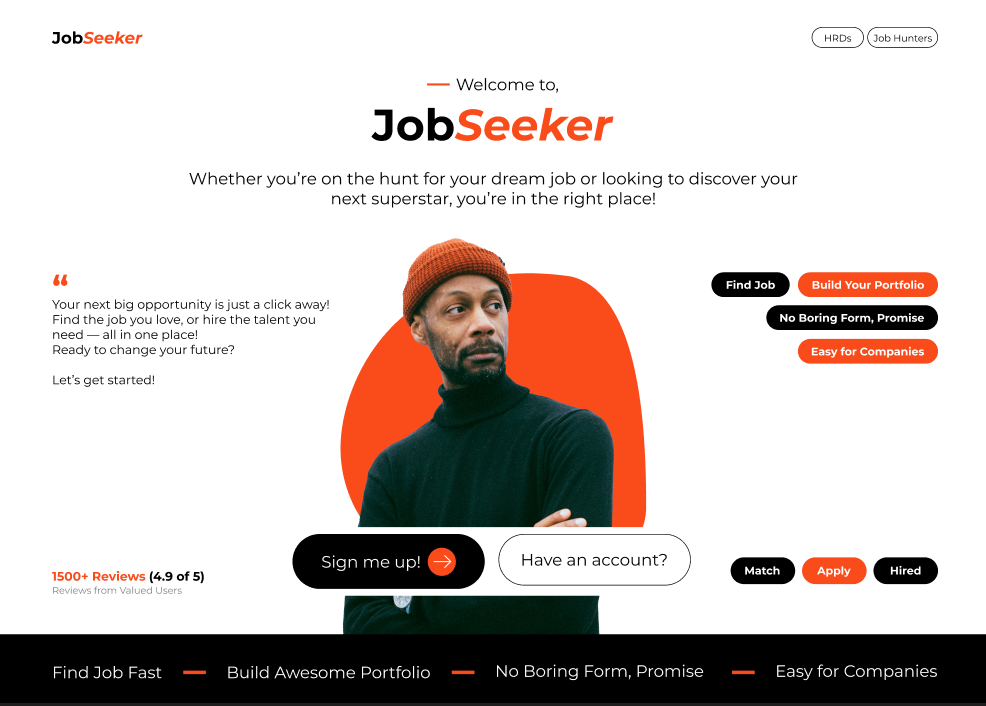 JobSeeker
HRDs
Job Hunters
Welcome to,
JobSeeker
Whether you’re on the hunt for your dream job or looking to discover your
next superstar, you’re in the right place!
“
Your next big opportunity is just a click away!
Find the job you love, or hire the talent you
need — all in one place!
Ready to change your future?
Let’s get started!
Find Job
Build Your Portfolio
No Boring Form, Promise
Easy for Companies
Sign me up!
Have an account?
1500+ Reviews (4.9 of 5)
Reviews from Valued Users
Match
Apply
Hired
Find Job Fast
Build Awesome Portfolio
No Boring Form, Promise
Easy for Companies